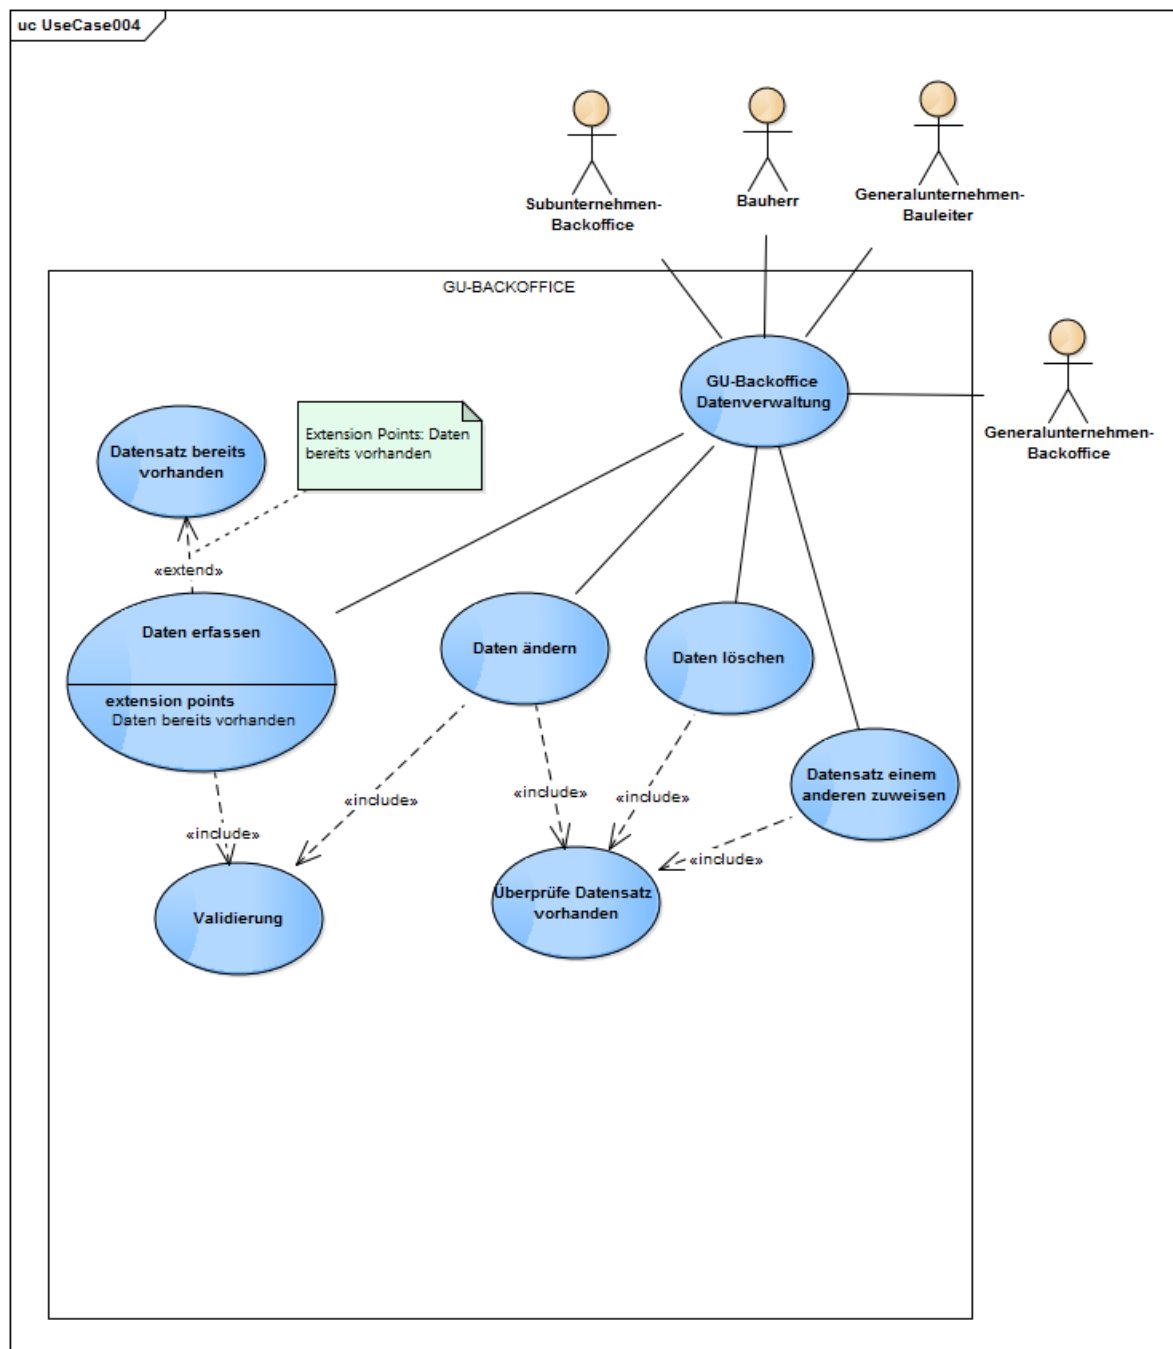 uc UseCase004
Subunternehmen-
Backoffice
Bauherr
Generalunternehmen-
Bauleiter
GU-BACKOFFICE
GU-Backoffice
Datenverwaltung
Generalunternehmen-
Backoffice
Datensatz bereits
vorhanden
Extension Points: Daten
bereits vorhanden
«extend»
Daten erfassen
extension points
Daten bereits vorhanden
Daten ändern
Daten löschen
Datensatz einem
anderen zuweisen
«include»
«include»
«include»
«include»
«include»
Validierung
Überprüfe Datensatz
vorhanden